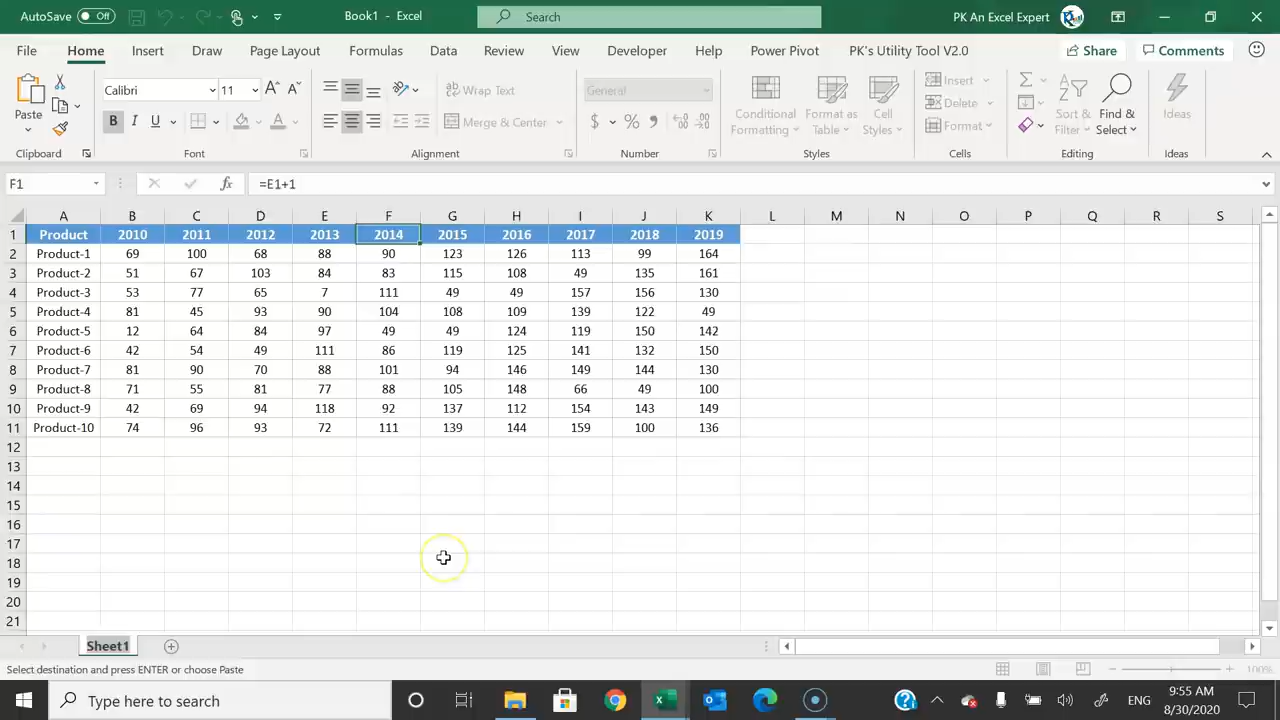 AutoSave Off Book1 - Excel Search PK An Excel Expert
File Home Insert Draw Page Layout Formulas Data Review View Developer Help Power Pivot PK's Utility Tool V2.0 Share Comments
Paste Calibri 11 Wrap Text General Conditional Formatting Format as Table Cell Styles Insert Sort & Filter Find & Select Ideas
B I U Merge & Center $ % Delete
Format
Clipboard Font Alignment Number Styles Cells Editing Ideas
F1 fx =E1+1
A B C D E F G H I J K L M N O P Q R S
1 Product 2010 2011 2012 2013 2014 2015 2016 2017 2018 2019
2 Product-1 69 100 68 88 90 123 126 113 99 164
3 Product-2 51 67 103 84 83 115 108 49 135 161
4 Product-3 53 77 65 7 111 49 49 157 156 130
5 Product-4 81 45 93 90 104 108 109 139 122 49
6 Product-5 12 64 84 97 49 49 124 119 150 142
7 Product-6 42 54 49 111 86 119 125 141 132 150
8 Product-7 81 90 70 88 101 94 146 149 144 130
9 Product-8 71 55 81 77 88 105 148 66 49 100
10 Product-9 42 69 94 118 92 137 112 154 143 149
11 Product-10 74 96 93 72 111 139 144 159 100 136
12
13
14
15
16
17
18
19
20
21
Sheet1
Select destination and press ENTER or choose Paste 100%
Type here to search ENG 9:55 AM
8/30/2020